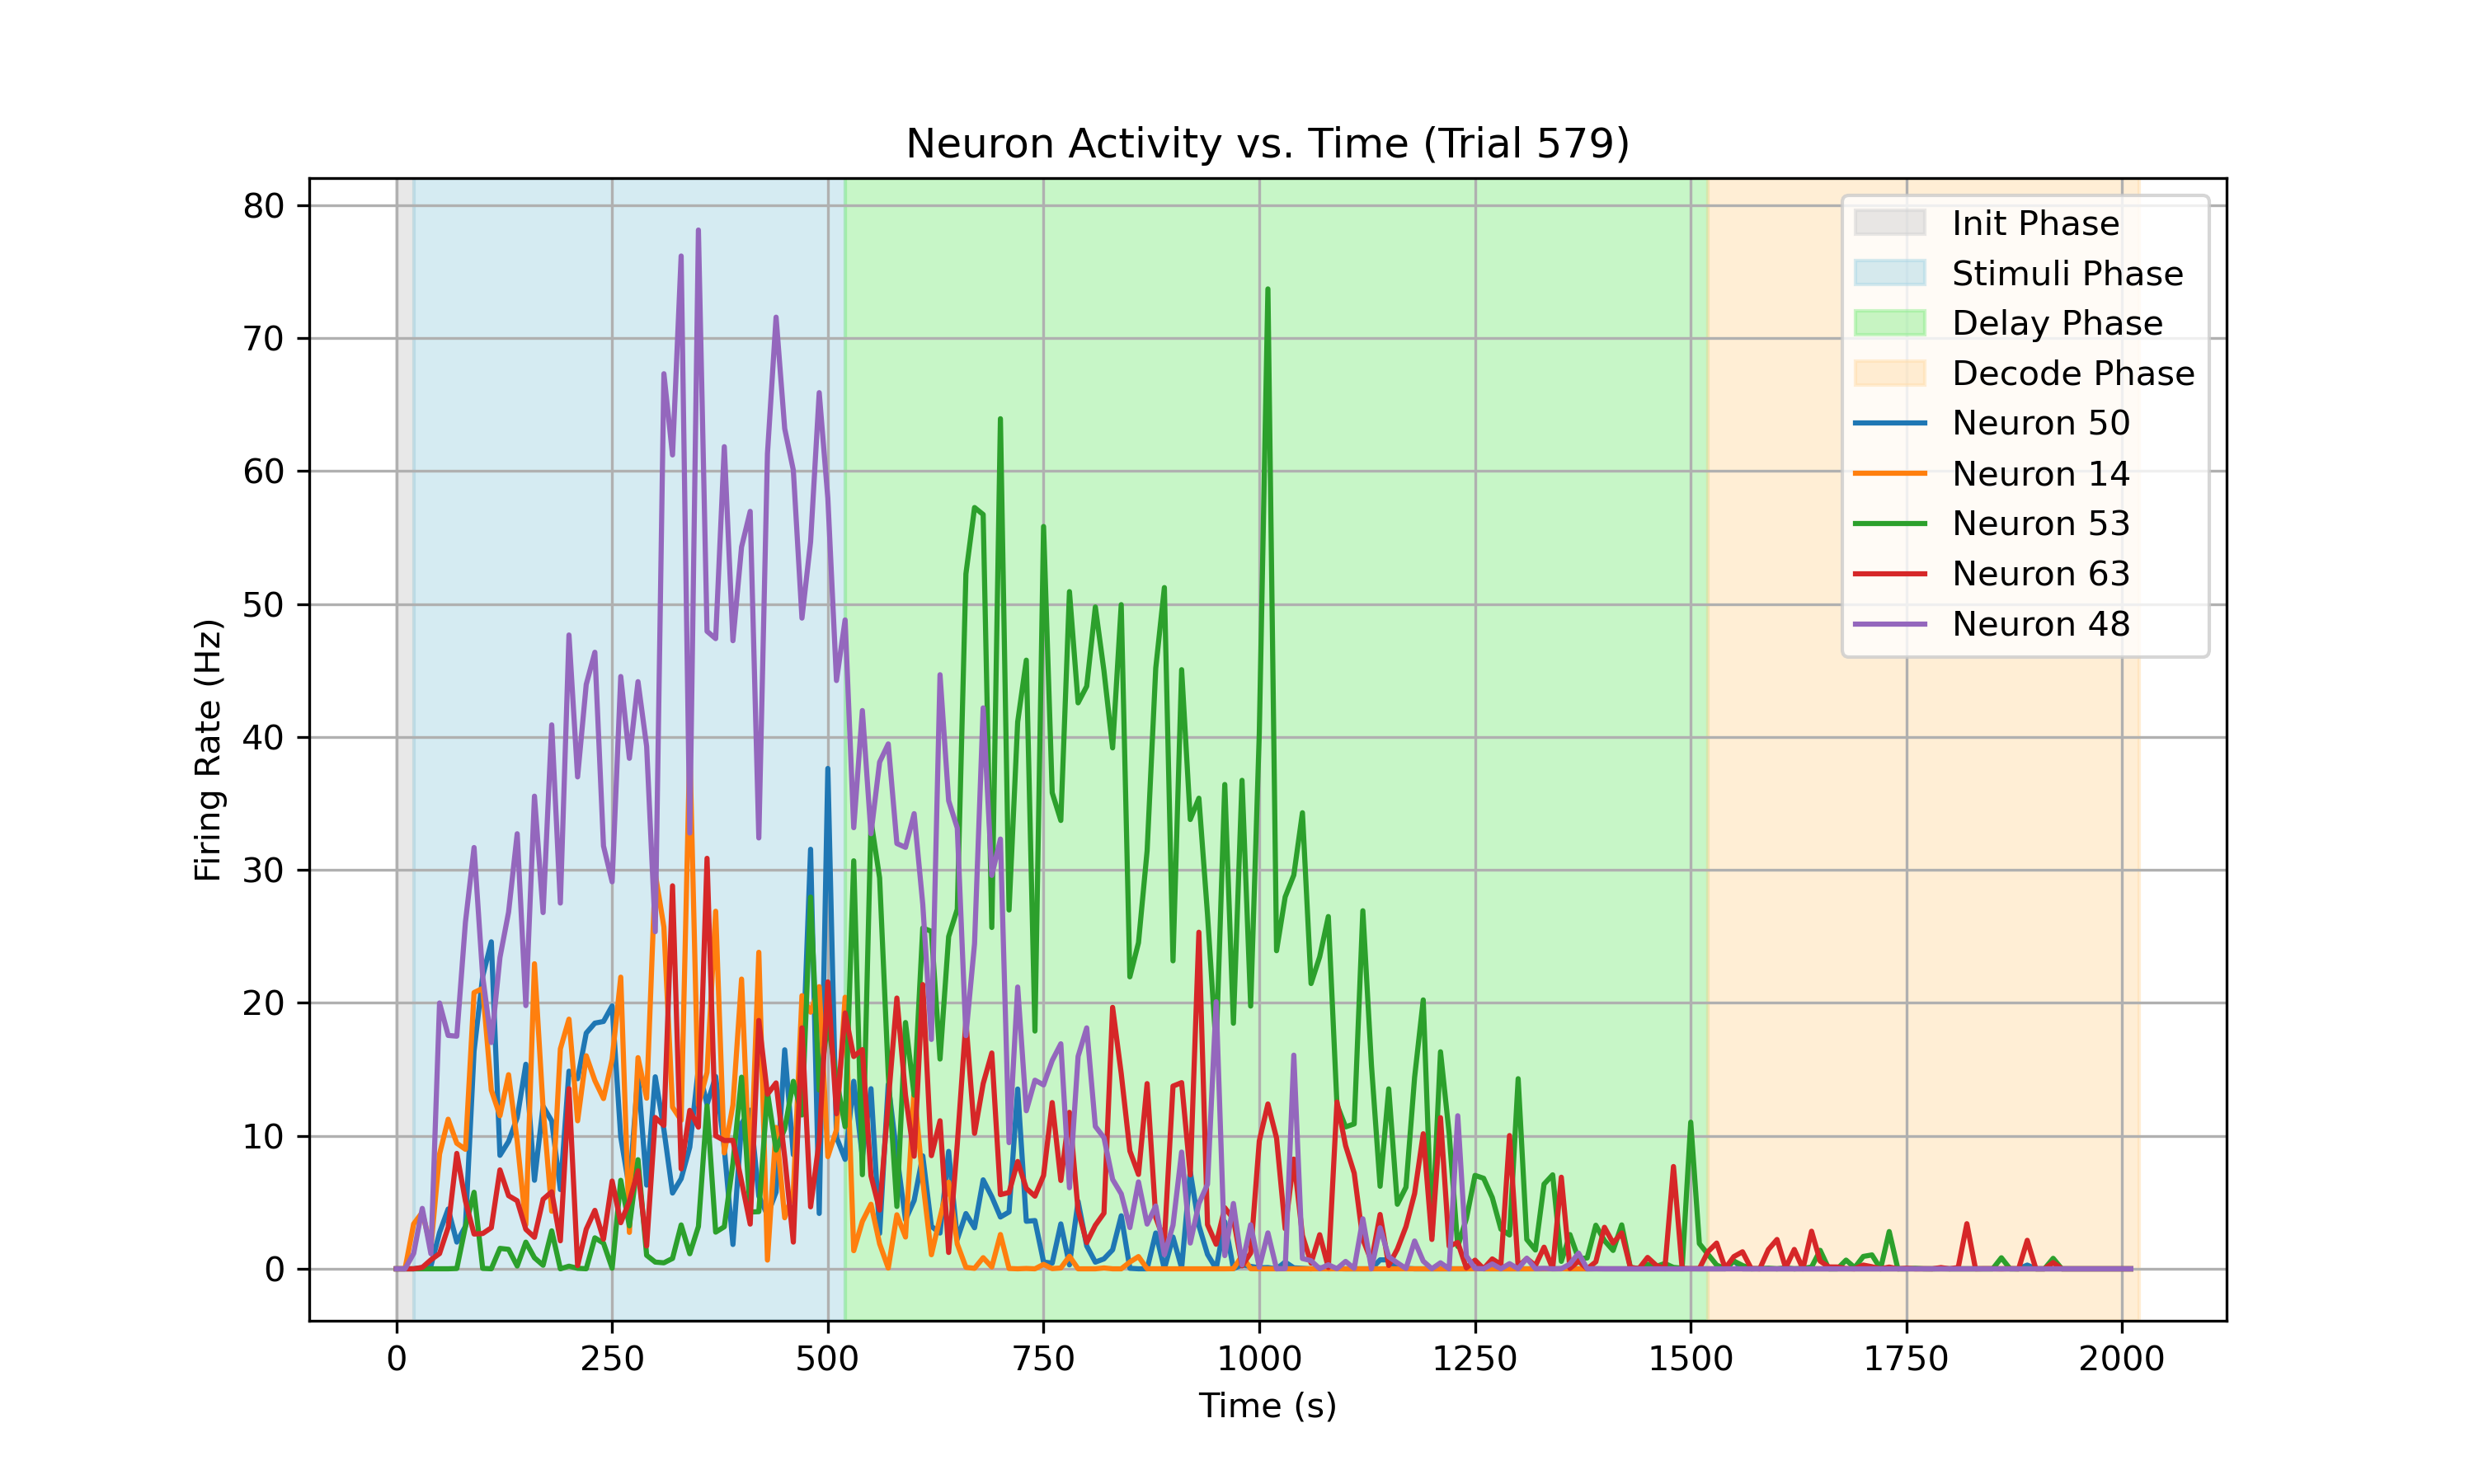 Neuron Activity vs. Time (Trial 579)
Firing Rate (Hz)
80
70
60
50
40
30
20
10
0
Init Phase
Stimuli Phase
Delay Phase
Decode Phase
Neuron 50
Neuron 14
Neuron 53
Neuron 63
Neuron 48
0 250 500 750 1000 1250 1500 1750 2000
Time (s)